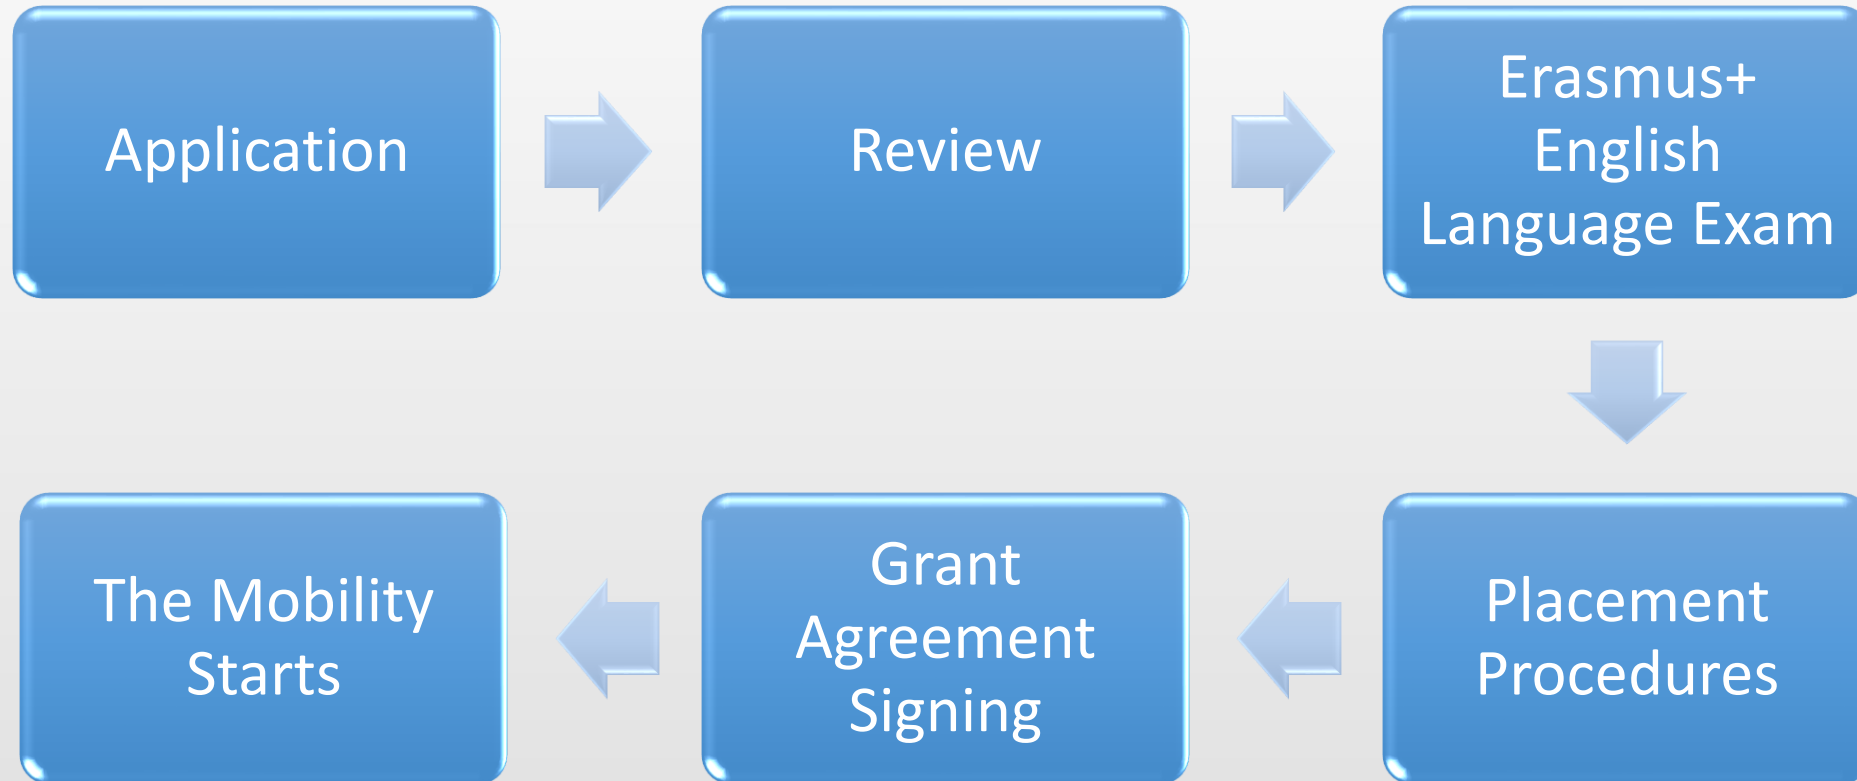 Application
Review
Erasmus+
English
Language Exam
Placement
Procedures
Grant
Agreement
Signing
The Mobility
Starts